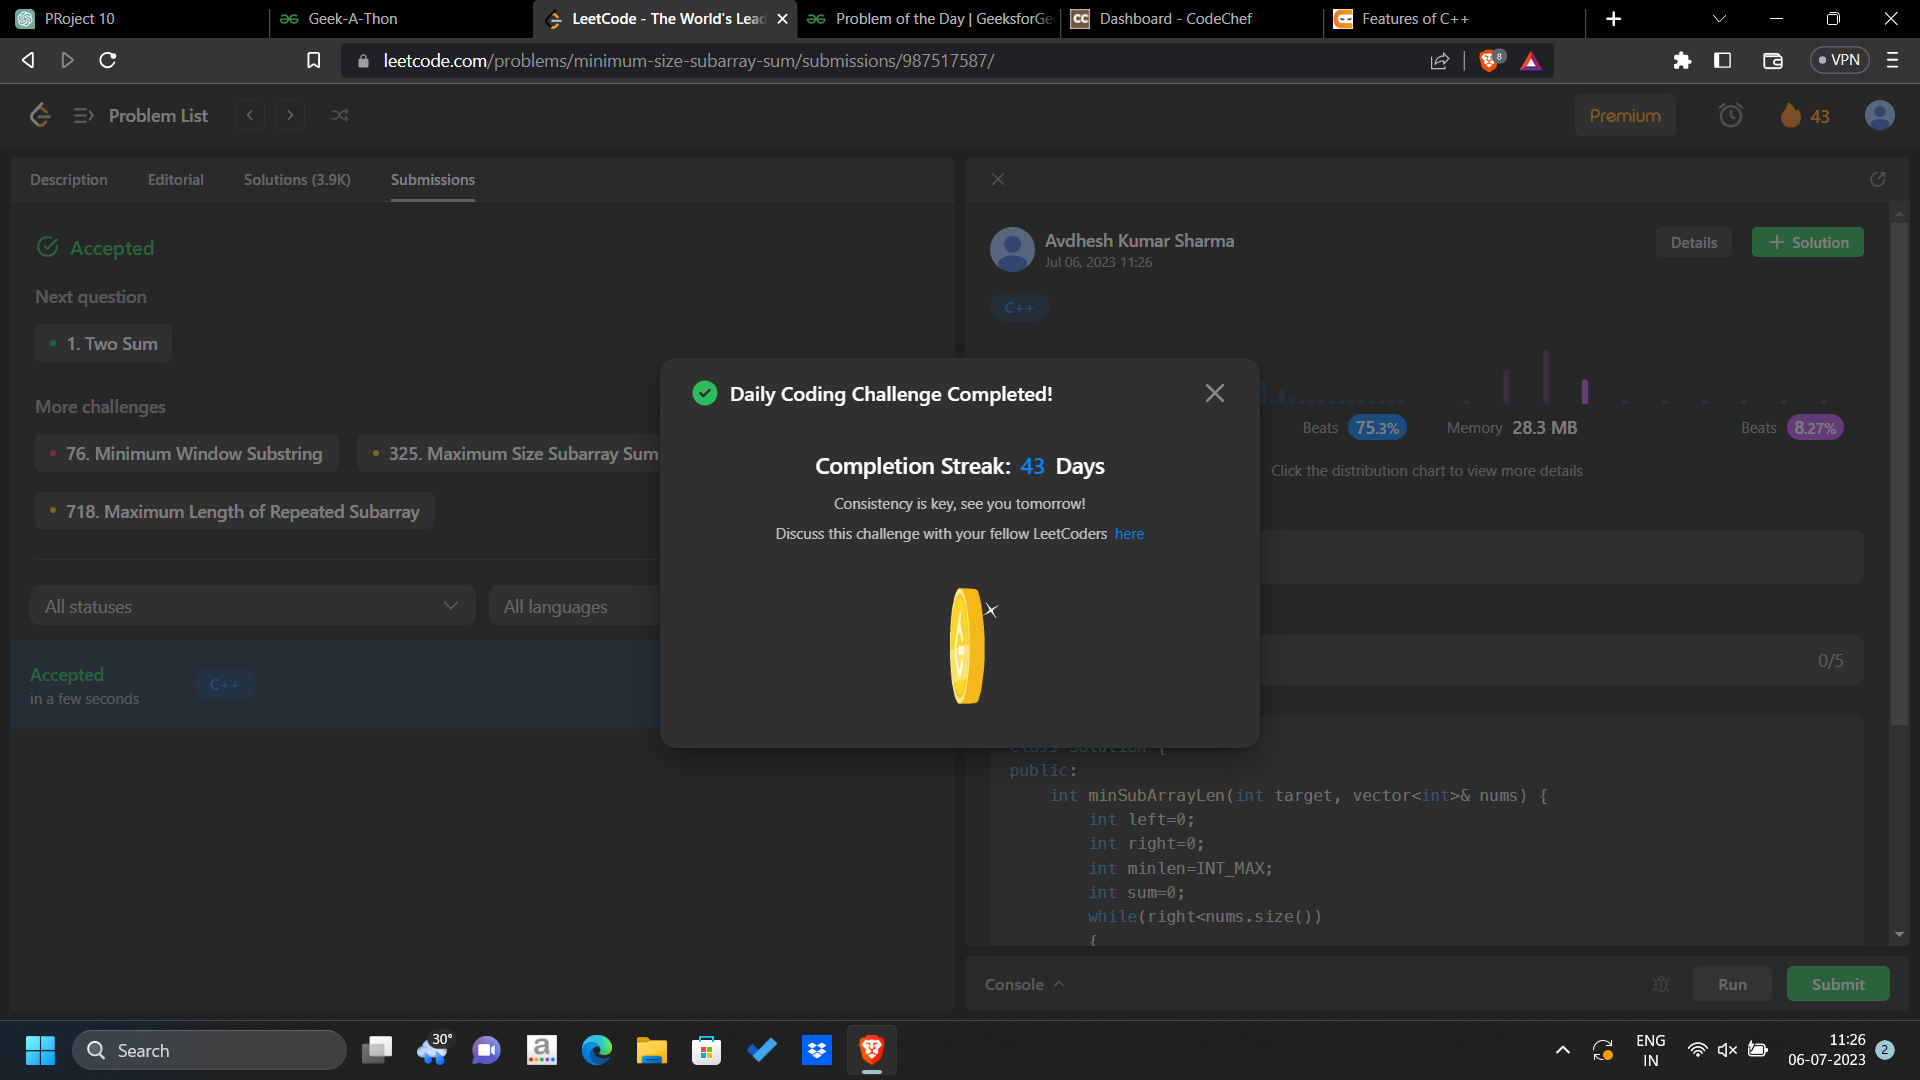 PRoject 10
Geek-A-Thon
LeetCode - The World's Lead
Problem of the Day | GeeksforGe
CC Dashboard - CodeChef
Features of C++
leetcode.com/problems/minimum-size-subarray-sum/submissions/987517587/
8
VPN
Problem List
Premium
43
Description
Editorial
Solutions (3.9K)
Submissions
Accepted
Next question
1. Two Sum
More challenges
76. Minimum Window Substring
325. Maximum Size Subarray Sum
718. Maximum Length of Repeated Subarray
All statuses
All languages
Accepted
in a few seconds
C++
Avdhesh Kumar Sharma
Jul 06, 2023 11:26
Details
+ Solution
C++
Beats 75.3%
Memory 28.3 MB
Beats 8.27%
Click the distribution chart to view more details
0/5
Daily Coding Challenge Completed!
Completion Streak: 43 Days
Consistency is key, see you tomorrow!
Discuss this challenge with your fellow LeetCoders here
class Solution {
public:
int minSubArrayLen(int target, vector<int>& nums) {
int left=0;
int right=0;
int minlen=INT_MAX;
int sum=0;
while(right<nums.size())
{
Console
Run
Submit
Search
30°
a
ENG
IN
11:26
06-07-2023
2